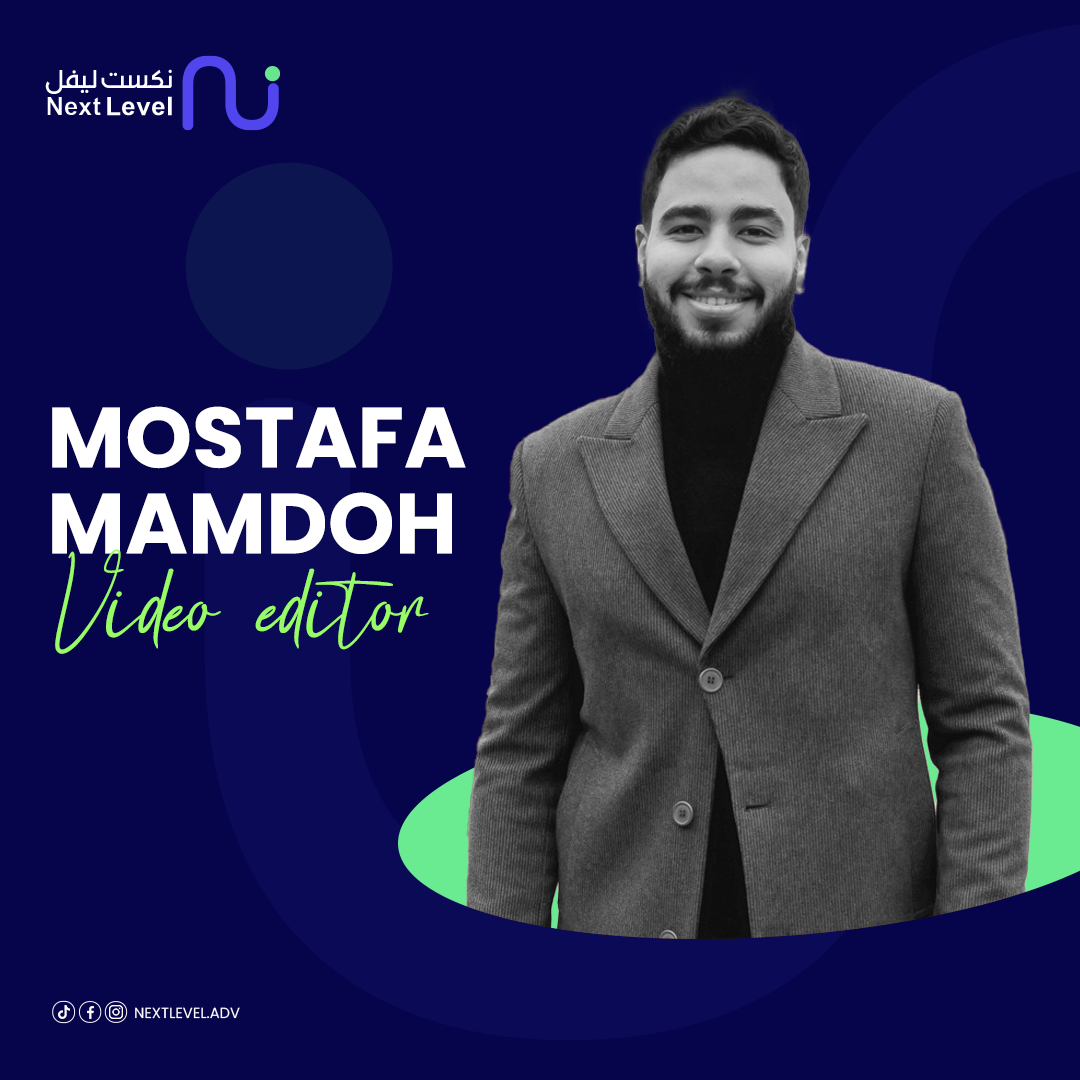 نكست ليفل
Next Level
MOSTAFA
MAMDOH
Video editor
NEXTLEVEL.ADV